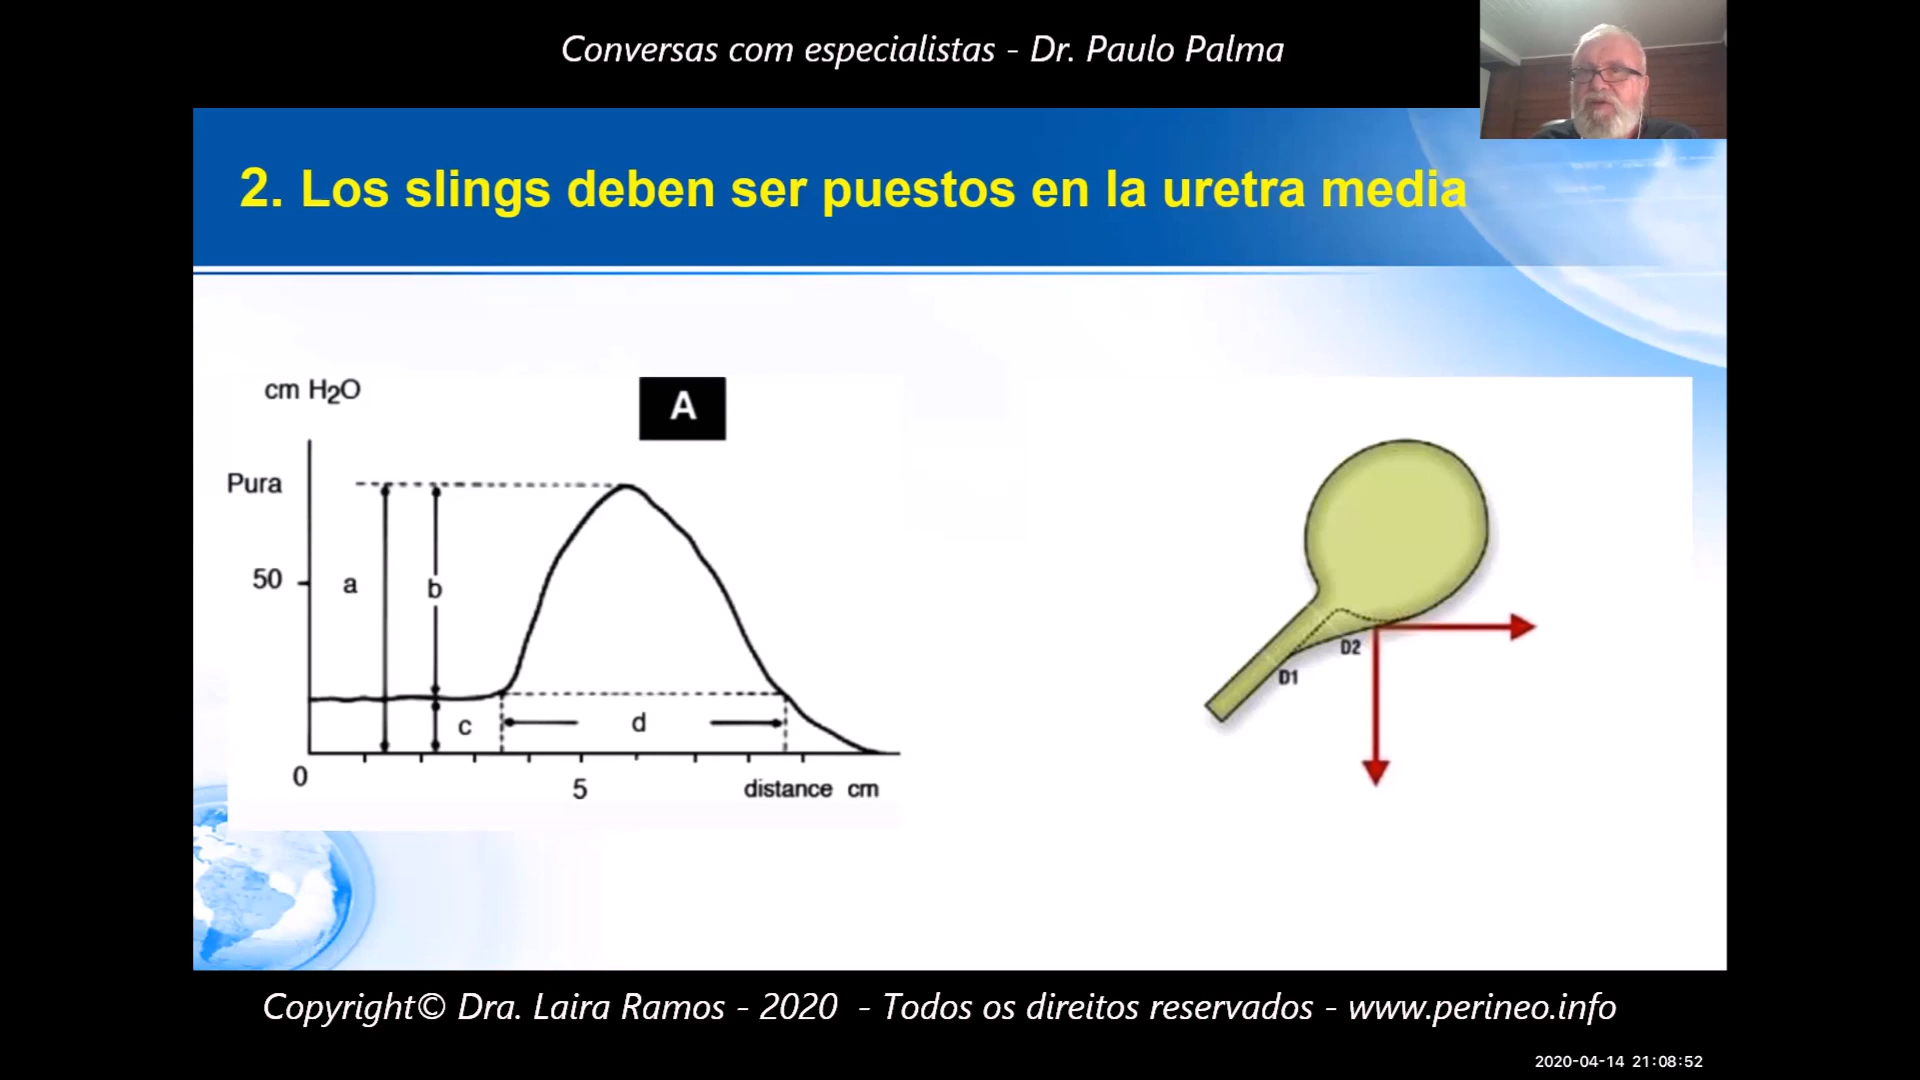 Conversas com especialistas - Dr. Paulo Palma
2. Los slings deben ser puestos en la uretra media
cm H₂O
A
Pura
50
a
b
c
d
0
5
distance cm
D2
D1
Copyright© Dra. Laira Ramos - 2020 - Todos os direitos reservados - www.perineo.info
2020-04-14 21:08:52